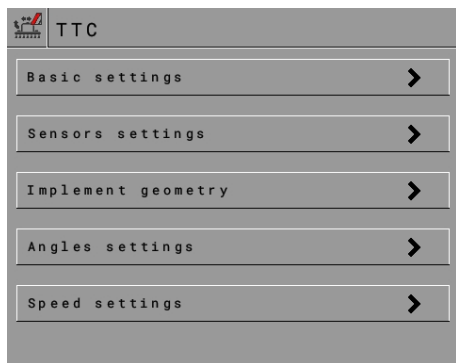 TTC
Basic settings
Sensors settings
Implement geometry
Angles settings
Speed settings